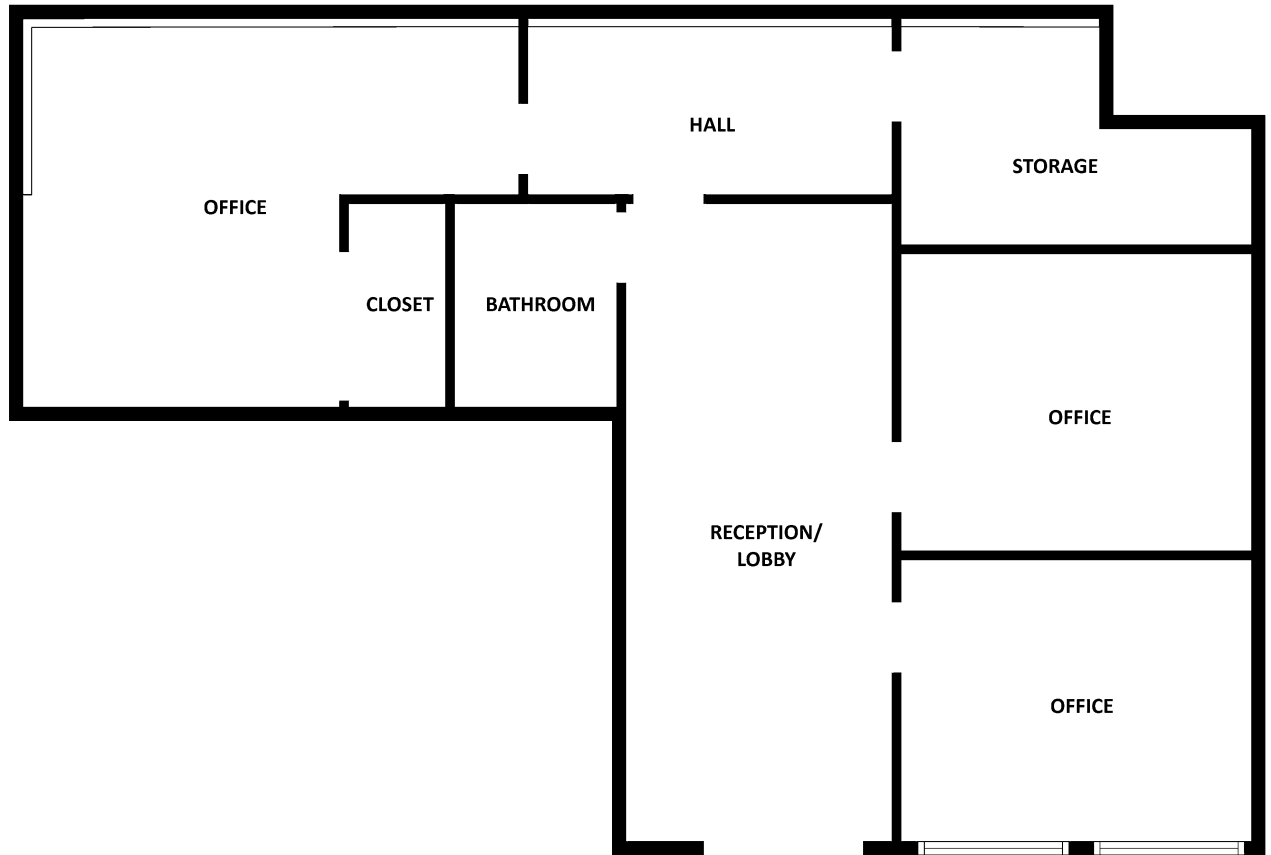 HALL
STORAGE
OFFICE
CLOSET
BATHROOM
OFFICE
RECEPTION/
LOBBY
OFFICE